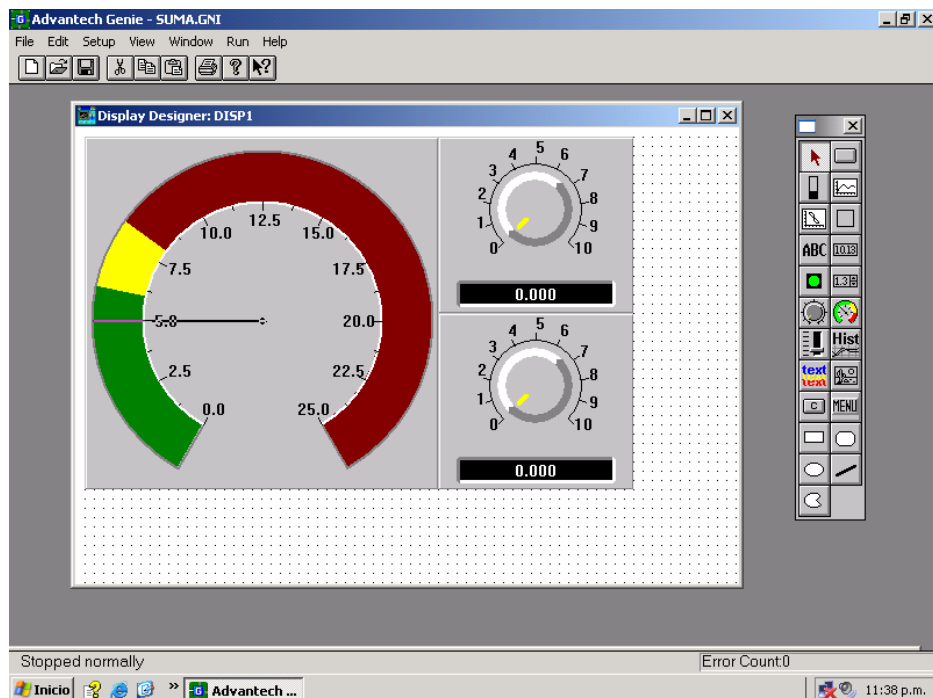 Advantech Genie - SUMA.GNI
File Edit Setup View Window Run Help
Display Designer: DISP1
0.0
2.5
7.5
10.0
12.5
15.0
17.5
20.0
22.5
25.0
0 1 2 3 4 5 6 7 8 9 10
0.000
0 1 2 3 4 5 6 7 8 9 10
0.000
ABC 10.13
1.3
Hist
text
text
C MENU
Stopped normally
Error Count:0
Inicio
»
Advantech ...
11:38 p.m.